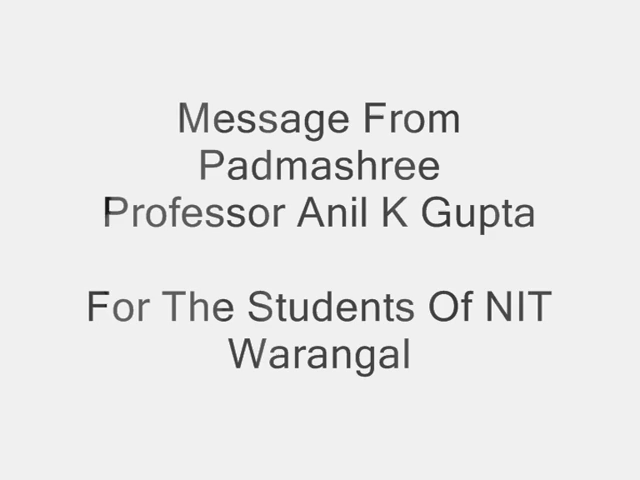 Message From
Padmashree
Professor Anil K Gupta
For The Students Of NIT
Warangal